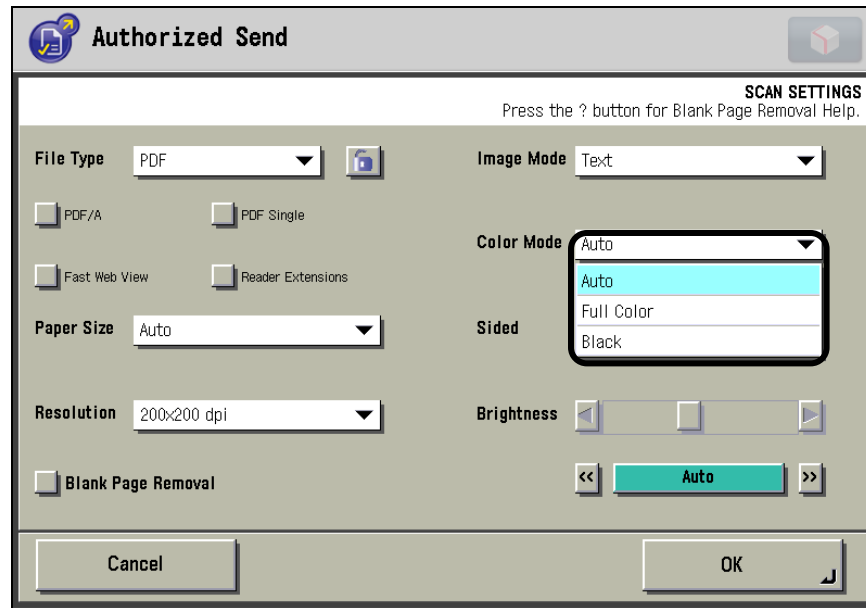 Authorized Send
SCAN SETTINGS
Press the ? button for Blank Page Removal Help.
File Type PDF
PDF/A PDF Single
Fast Web View Reader Extensions
Paper Size Auto
Resolution 200x200 dpi
Blank Page Removal
Image Mode Text
Color Mode Auto
Auto
Full Color
Black
Sided
Brightness
<< Auto >>
Cancel OK